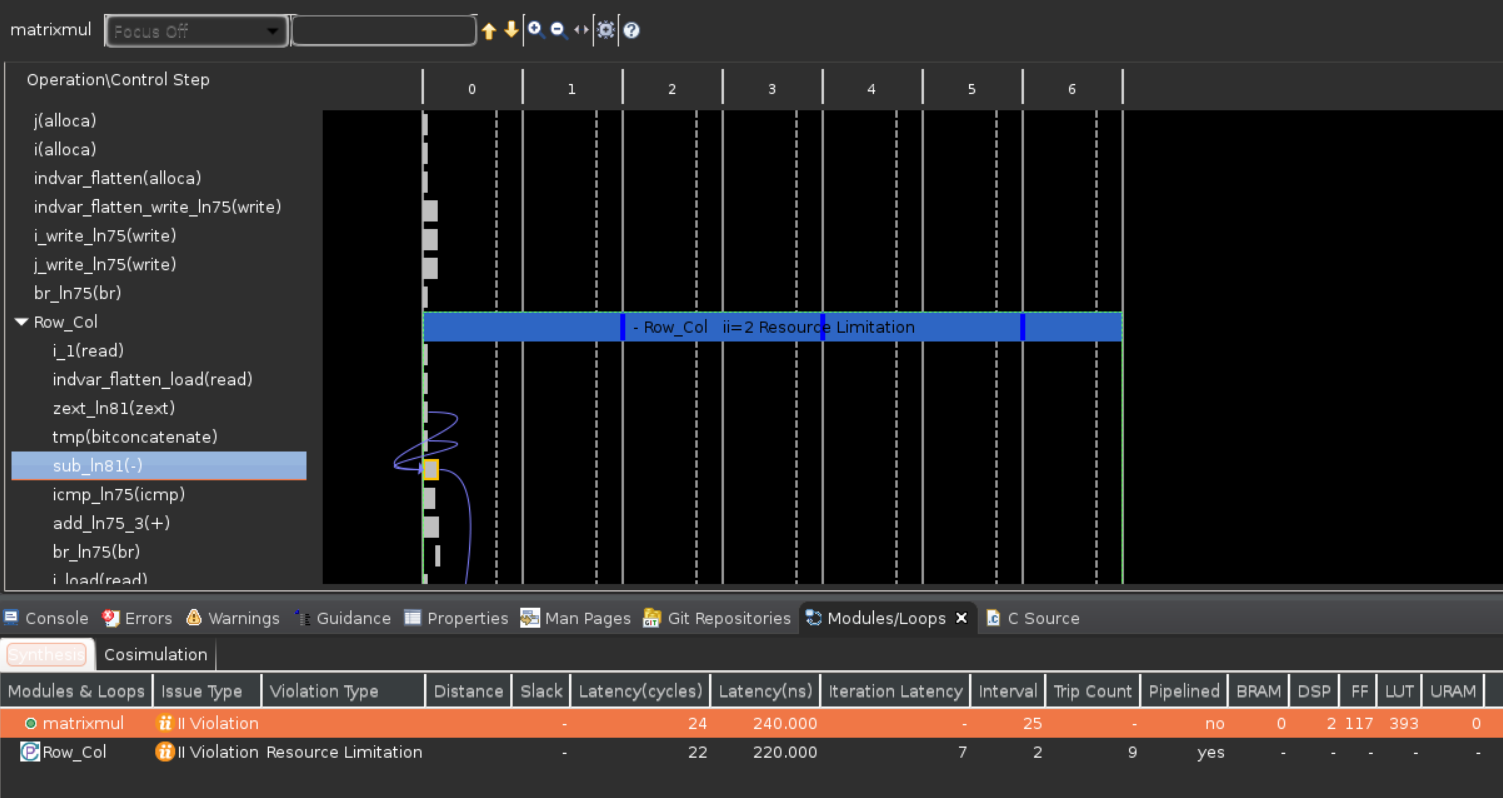 matrixmul Focus Off
Operation\Control Step 0 1 2 3 4 5 6
j(alloca)
i(alloca)
indvar_flatten(alloca)
indvar_flatten_write_ln75(write)
i_write_ln75(write)
j_write_ln75(write)
br_ln75(br)
Row_Col - Row_Col ii=2 Resource Limitation
i_1(read)
indvar_flatten_load(read)
zext_ln81(zext)
tmp(bitconcatenate)
sub_ln81(-)
icmp_ln75(icmp)
add_ln75_3(+)
br_ln75(br)
j_load(read)
Console Errors Warnings Guidance Properties Man Pages GIT Git Repositories Modules/Loops C Source
Synthesis Cosimulation
Modules & Loops Issue Type Violation Type Distance Slack Latency(cycles) Latency(ns) Iteration Latency Interval Trip Count Pipelined BRAM DSP FF LUT URAM
matrixmul II Violation - 24 240.000 - 25 - no 0 2 117 393 0
Row_Col II Violation Resource Limitation - 22 220.000 7 2 9 yes - - - - -